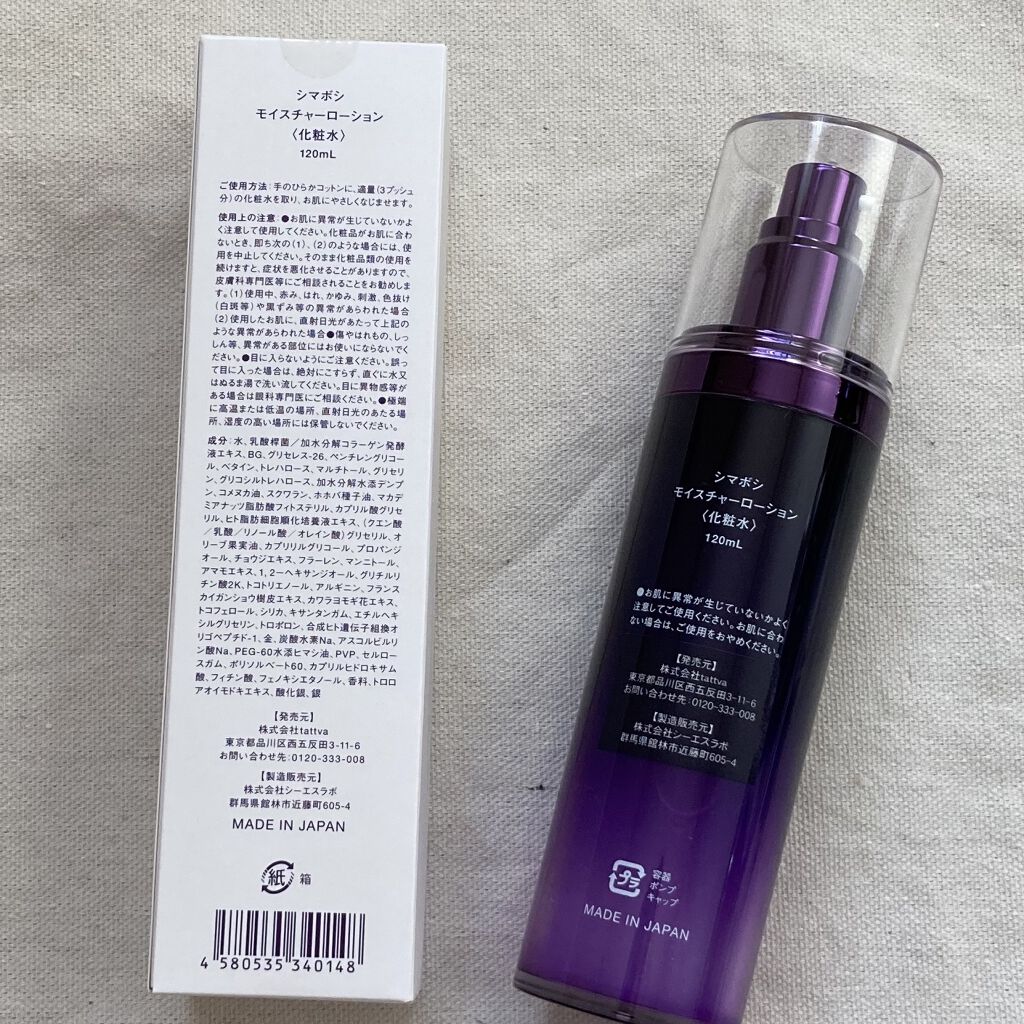 シマボシ
モイスチャーローション
〈化粧水〉
120mL
ご使用方法：手のひらかコットンに、適量（3プッシュ
分）の化粧水を取り、お肌にやさしくなじませます。
使用上の注意：●お肌に異常が生じていないかよ
く注意して使用してください。化粧品がお肌に合わ
ないとき、即ち次の（1）、（2）のような場合には、使
用を中止してください。そのまま化粧品類の使用を
続けますと、症状を悪化させることがありますので、
皮膚科専門医等にご相談されることをお勧めしま
す。（1）使用中、赤み、はれ、かゆみ、刺激、色抜け
（白斑等）や黒ずみ等の異常があらわれた場合
（2）使用したお肌に、直射日光があたって上記の
ような異常があらわれた場合●傷やはれもの、しっ
しん等、異常がある部位にはお使いにならないでく
ださい。●目に入らないようにご注意ください。誤っ
て目に入った場合は、絶対にこすらず、直ぐに水又
はぬるま湯で洗い流してください。目に異物感等が
ある場合は眼科専門医にご相談ください。●極端
に高温または低温の場所、直射日光のあたる場
所、湿度の高い場所には保管しないでください。
成分：水、乳酸桿菌／加水分解コラーゲン発酵
液エキス、BG、グリセレス-26、ペンチレングリコー
ル、ベタイン、トレハロース、マルチトール、グリセリ
ン、グリコシルトレハロース、加水分解水添デンプ
ン、コメヌカ油、スクワラン、ホホバ種子油、マカデ
ミアナッツ脂肪酸フィトステリル、カプリル酸グリセ
リル、ヒト脂肪細胞順化培養液エキス、（クエン酸
／乳酸／リノール酸／オレイン酸）グリセリル、オ
リーブ果実油、カプリリルグリコール、プロパンジ
オール、チョウジエキス、フラーレン、マンニトール、
アマモエキス、1，2－ヘキサンジオール、グリチルリ
チン酸2K、トコトリエノール、アルギニン、フランス
カイガンショウ樹皮エキス、カワラヨモギ花エキス、
トコフェロール、シリカ、キサンタンガム、エチルヘキ
シルグリセリン、トロポロン、合成ヒト遺伝子組換オ
リゴペプチド-1、金、炭酸水素Na、アスコルビルリ
ン酸Na、PEG-60水添ヒマシ油、PVP、セルロー
スガム、ポリソルベート60、カプリルヒドロキサム
酸、フィチン酸、フェノキシエタノール、香料、トロロ
アオイモドキエキス、酸化銀、銀
【発売元】
株式会社tattva
東京都品川区西五反田3-11-6
お問い合わせ先：0120-333-008
【製造販売元】
株式会社シーエスラボ
群馬県館林市近藤町605-4
MADE IN JAPAN
紙 箱
4 580535 340148
シマボシ
モイスチャーローション
〈化粧水〉
120mL
●お肌に異常が生じていないかよく
注意してご使用ください。お肌に合わ
ない場合は、ご使用をおやめください。
【発売元】
株式会社tattva
東京都品川区西五反田3-11-6
お問い合わせ先：0120-333-008
【製造販売元】
株式会社シーエスラボ
群馬県館林市近藤町605-4
プラ
容器
ポンプ
キャップ
MADE IN JAPAN